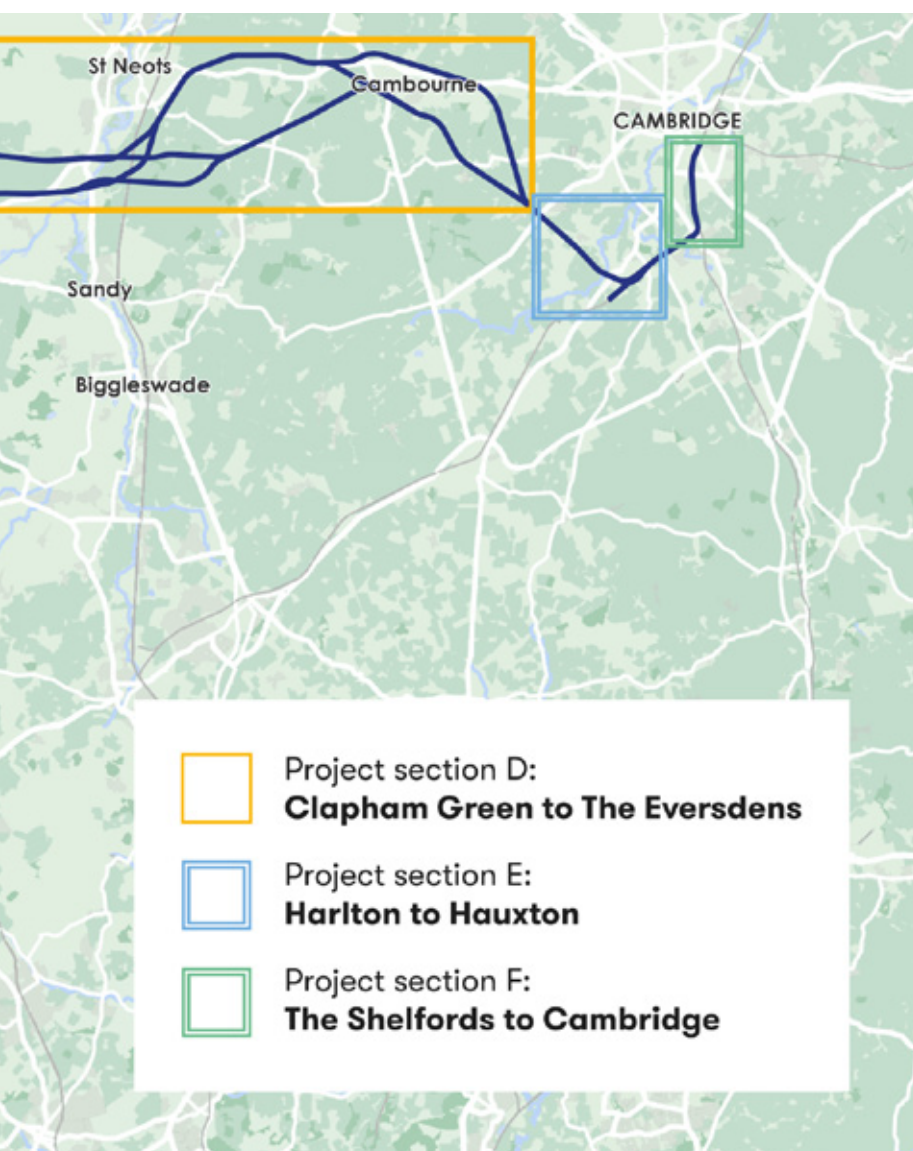 St Neots
Cambourne
CAMBRIDGE
Sandy
Biggleswade
Project section D:
Clapham Green to The Eversdens
Project section E:
Harlton to Hauxton
Project section F:
The Shelfords to Cambridge